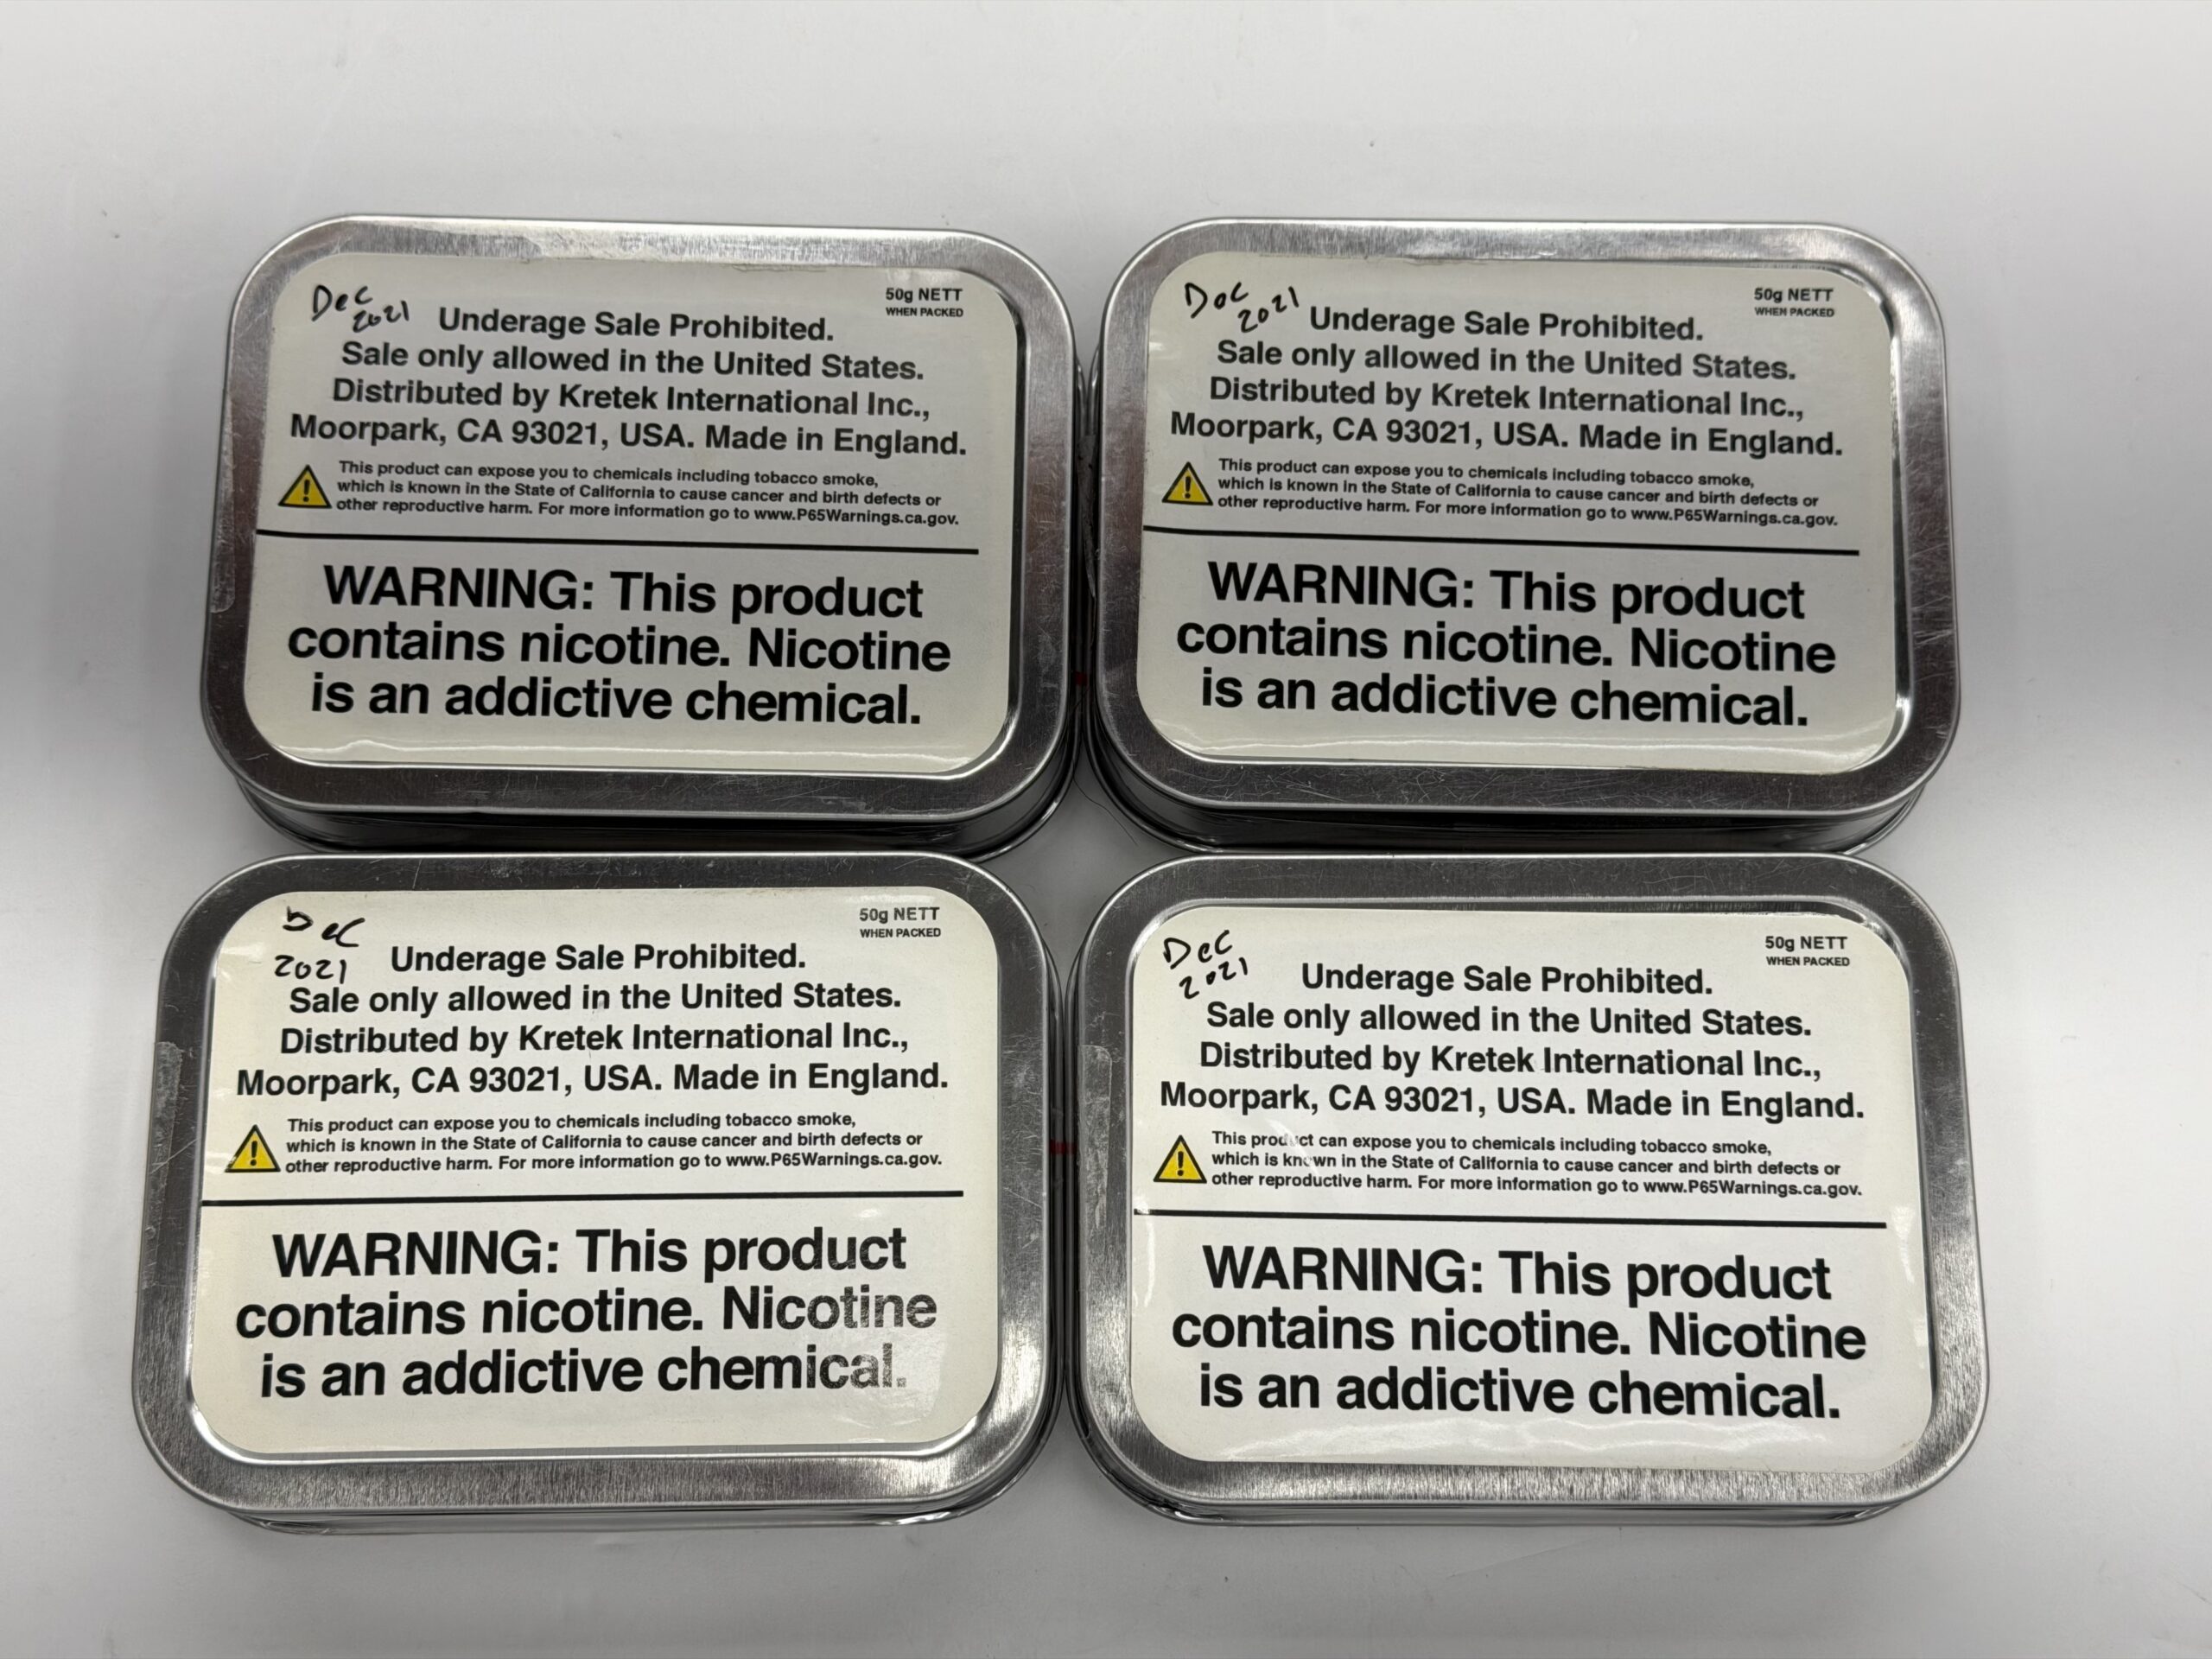 Dec
2021
50g NETT
WHEN PACKED
Underage Sale Prohibited.
Sale only allowed in the United States.
Distributed by Kretek International Inc.,
Moorpark, CA 93021, USA. Made in England.
This product can expose you to chemicals including tobacco smoke,
which is known in the State of California to cause cancer and birth defects or
other reproductive harm. For more information go to www.P65Warnings.ca.gov.
WARNING: This product
contains nicotine. Nicotine
is an addictive chemical.
Dec
2021
50g NETT
WHEN PACKED
Underage Sale Prohibited.
Sale only allowed in the United States.
Distributed by Kretek International Inc.,
Moorpark, CA 93021, USA. Made in England.
This product can expose you to chemicals including tobacco smoke,
which is known in the State of California to cause cancer and birth defects or
other reproductive harm. For more information go to www.P65Warnings.ca.gov.
WARNING: This product
contains nicotine. Nicotine
is an addictive chemical.
Dec
2021
50g NETT
WHEN PACKED
Underage Sale Prohibited.
Sale only allowed in the United States.
Distributed by Kretek International Inc.,
Moorpark, CA 93021, USA. Made in England.
This product can expose you to chemicals including tobacco smoke,
which is known in the State of California to cause cancer and birth defects or
other reproductive harm. For more information go to www.P65Warnings.ca.gov.
WARNING: This product
contains nicotine. Nicotine
is an addictive chemical.
Dec
2021
50g NETT
WHEN PACKED
Underage Sale Prohibited.
Sale only allowed in the United States.
Distributed by Kretek International Inc.,
Moorpark, CA 93021, USA. Made in England.
This product can expose you to chemicals including tobacco smoke,
which is known in the State of California to cause cancer and birth defects or
other reproductive harm. For more information go to www.P65Warnings.ca.gov.
WARNING: This product
contains nicotine. Nicotine
is an addictive chemical.